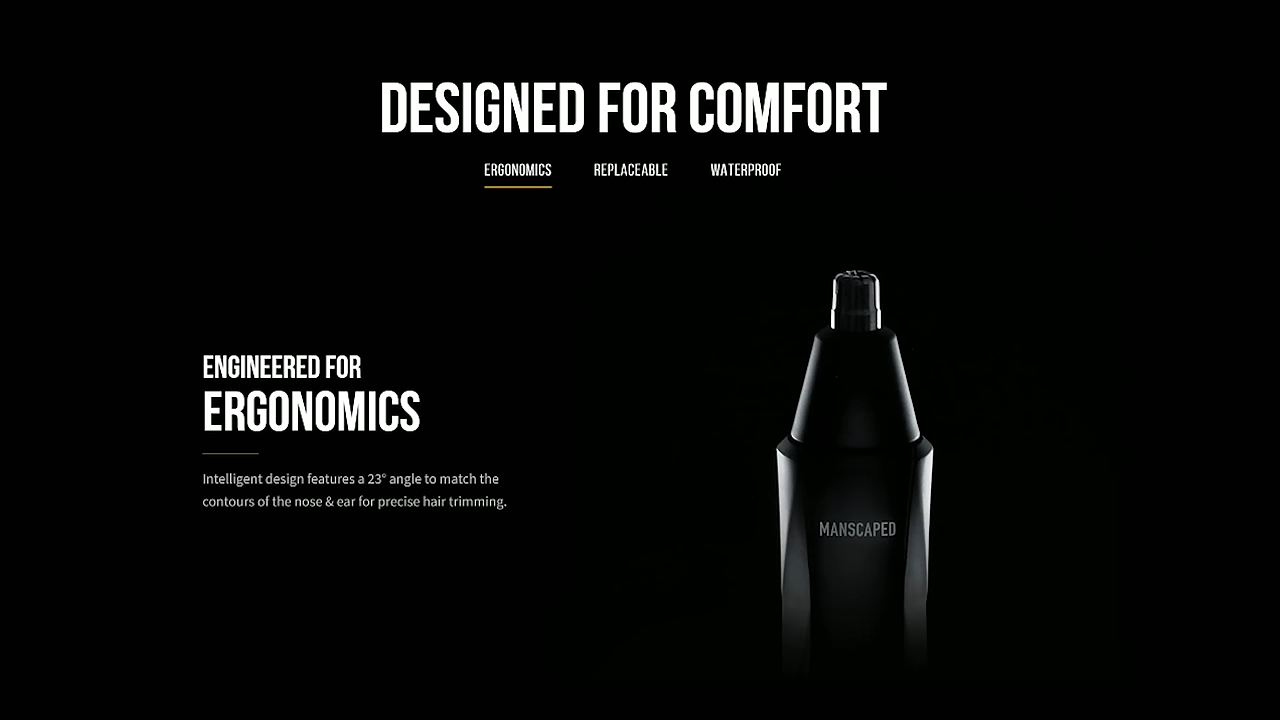 DESIGNED FOR COMFORT
ERGONOMICS REPLACEABLE WATERPROOF
ENGINEERED FOR
ERGONOMICS
Intelligent design features a 23° angle to match the
contours of the nose & ear for precise hair trimming.
MANSCAPED